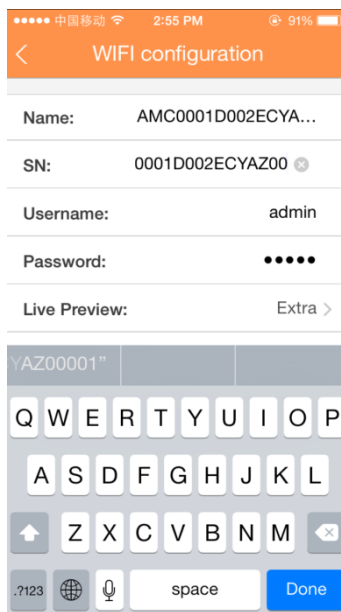 中国移动 2:55 PM 91%
WIFI configuration
Name: AMC0001D002ECYA...
SN: 0001D002ECYAZ00
Username: admin
Password: •••••
Live Preview: Extra
YAZ00001”
Q W E R T Y U I O P
A S D F G H J K L
Z X C V B N M
.?123 space Done